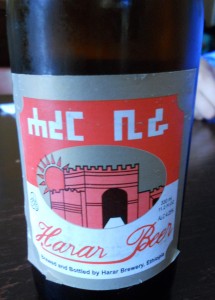 ሐረር ቢራ
Harar Beer
Brewed and Bottled by Harar Brewery, Ethiopia